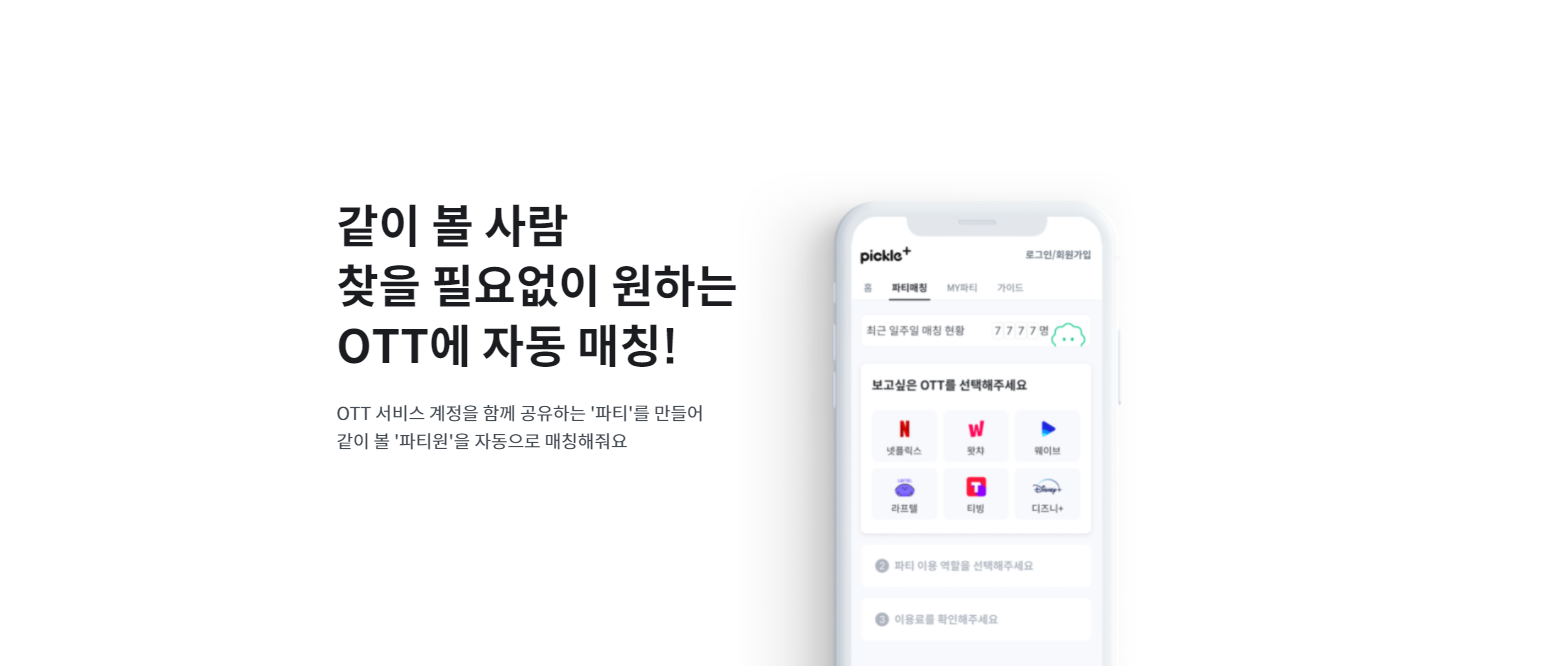 같이 볼 사람
찾을 필요없이 원하는
OTT에 자동 매칭!
OTT 서비스 계정을 함께 공유하는 '파티'를 만들어
같이 볼 '파티원'을 자동으로 매칭해줘요
pickle+
로그인/회원가입
홈 파티매칭 MY파티 가이드
최근 일주일 매칭 현황 7 7 7 7 명
보고싶은 OTT를 선택해주세요
넷플릭스 왓챠 웨이브
Disney+
라프텔 티빙 디즈니+
2 파티 이용 역할을 선택해주세요
3 이용료를 확인해주세요